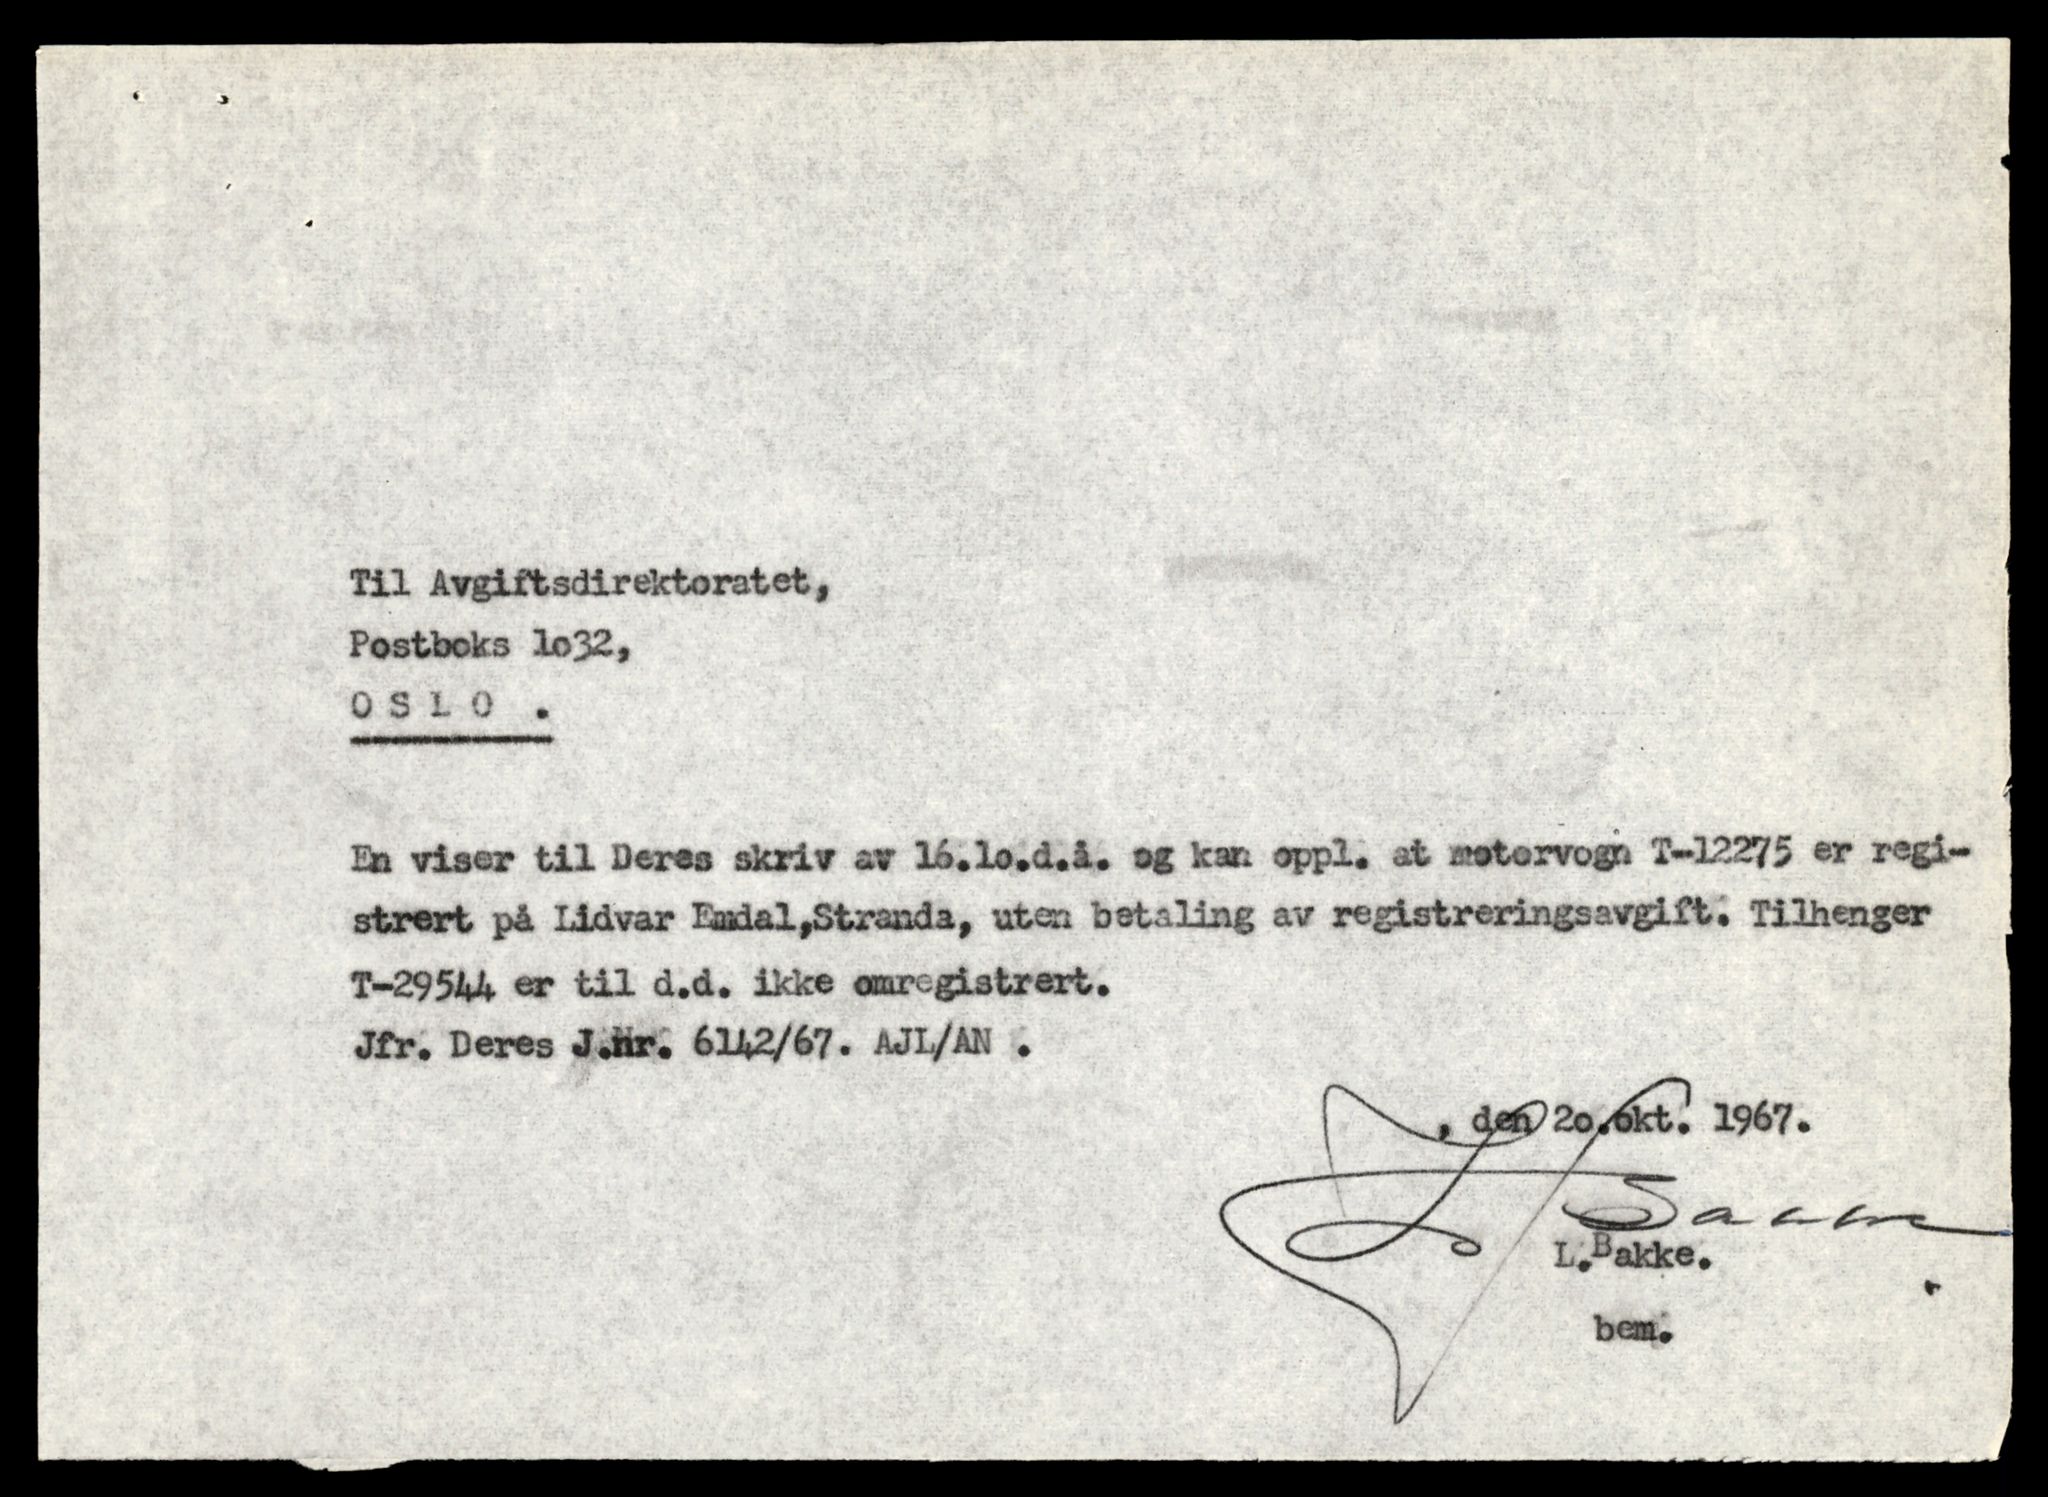 Til Avgiftsdirektoratet,
Postboks 1o32,
O S L O .
En viser til Deres skriv av 16.1o.d.å. og kan oppl. at motorvogn T-12275 er regi-
strert på Lidvar Emdal,Stranda, uten betaling av registreringsavgift. Tilhenger
T-29544 er til d.d. ikke omregistrert.
Jfr. Deres J.nr. 6142/67. AJL/AN .
, den 2o.okt. 1967.
L Bakke
L.Bakke.
bem.